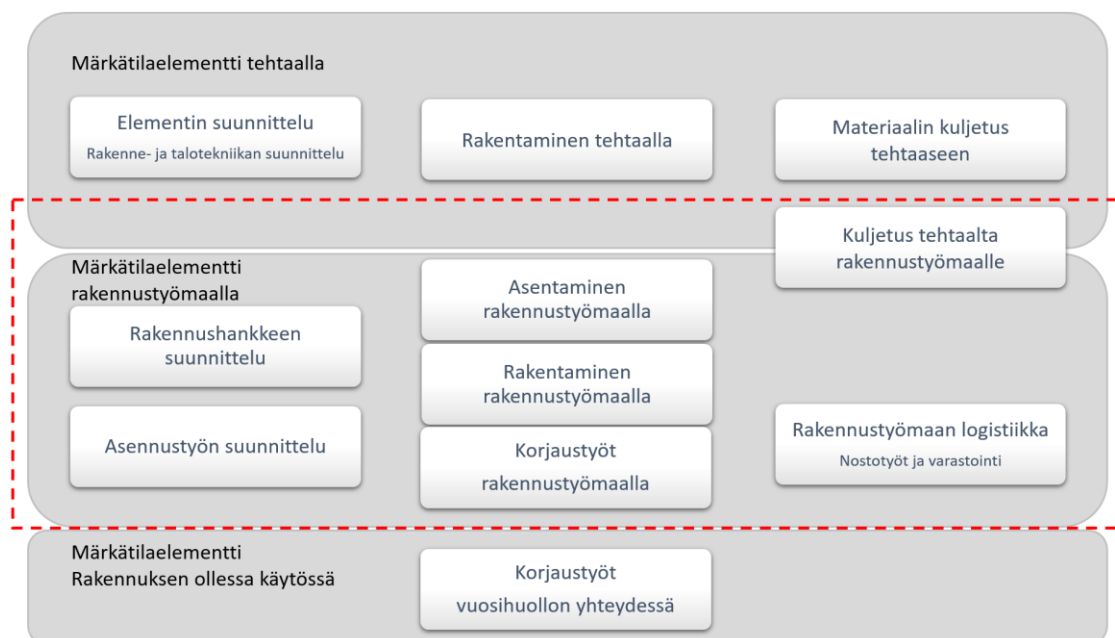 Märkätilaelementti tehtaalla
Elementin suunnittelu
Rakenne- ja talotekniikan suunnittelu
Rakentaminen tehtaalla
Materiaalin kuljetus
tehtaaseen
Kuljetus tehtaalta
rakennustyömaalle
Märkätilaelementti
rakennustyömaalla
Rakennushankkeen
suunnittelu
Asennustyön suunnittelu
Asentaminen
rakennustyömaalla
Rakentaminen
rakennustyömaalla
Korjaustyöt
rakennustyömaalla
Rakennustyömaan logistiikka
Nostotyöt ja varastointi
Märkätilaelementti
Rakennuksen ollessa käytössä
Korjaustyöt
vuosihuollon yhteydessä